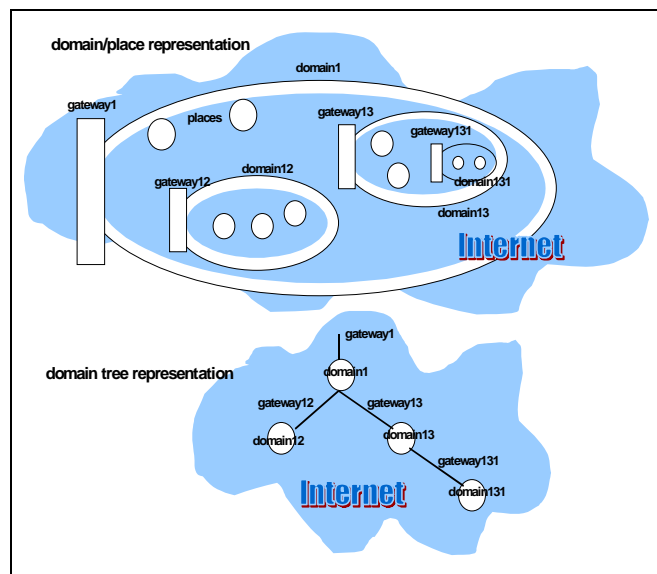 domain/place representation
domain1
gateway1
places
gateway13
gateway131
domain12
gateway12
domain131
domain13
Internet
gateway1
domain tree representation
domain1
gateway12
gateway13
domain12
domain13
gateway131
Internet
domain131